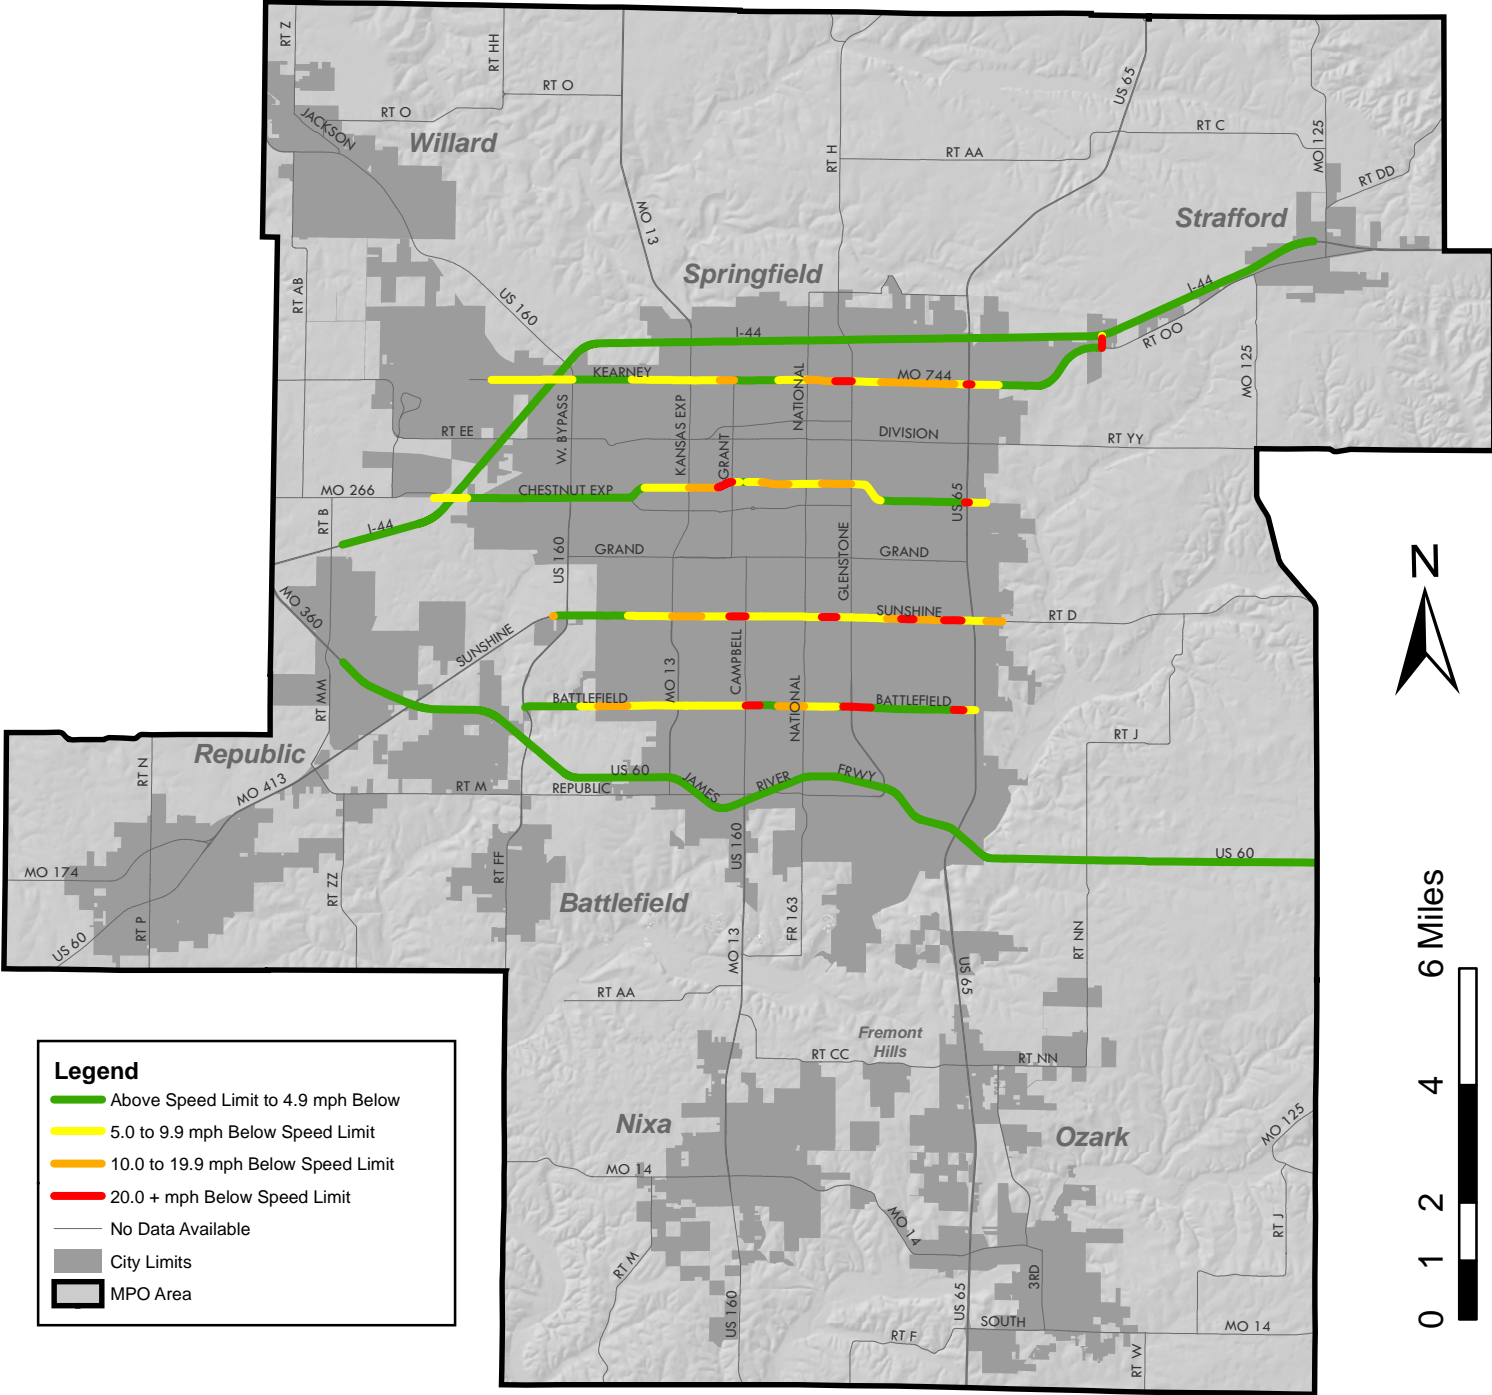 RT Z
RT HH
RT O
RT O
JACKSON
Willard
US 65
RT C
RT H
RT AA
MO 125
RT DD
MO 13
Strafford
Springfield
RT AB
US 160
I-44
I-44
RT OO
MO 125
KEARNEY
NATIONAL
MO 744
W. BYPASS
KANSAS EXP
GRANT
RT EE
DIVISION
RT YY
MO 266
CHESTNUT EXP
US 65
RT B
I-44
N
US 160
GRAND
GLENSTONE
GRAND
MO 360
SUNSHINE
RT D
SUNSHINE
CAMPBELL
MO 13
RT MM
BATTLEFIELD
NATIONAL
BATTLEFIELD
RT J
Republic
RT N
MO 413
RT M
US 60
REPUBLIC
JAMES
RIVER
FRWY
US 160
US 60
MO 174
RT ZZ
RT FF
Battlefield
RT P
US 60
FR 163
MO 13
RT NN
US 65
RT AA
Fremont
Hills
RT CC
RT NN
Nixa
Ozark
MO 125
MO 14
MO 14
RT J
RT M
3RD
US 160
US 65
SOUTH
RT F
MO 14
RT W
6 Miles
4
2
1
0
Legend
Above Speed Limit to 4.9 mph Below
5.0 to 9.9 mph Below Speed Limit
10.0 to 19.9 mph Below Speed Limit
20.0 + mph Below Speed Limit
No Data Available
City Limits
MPO Area